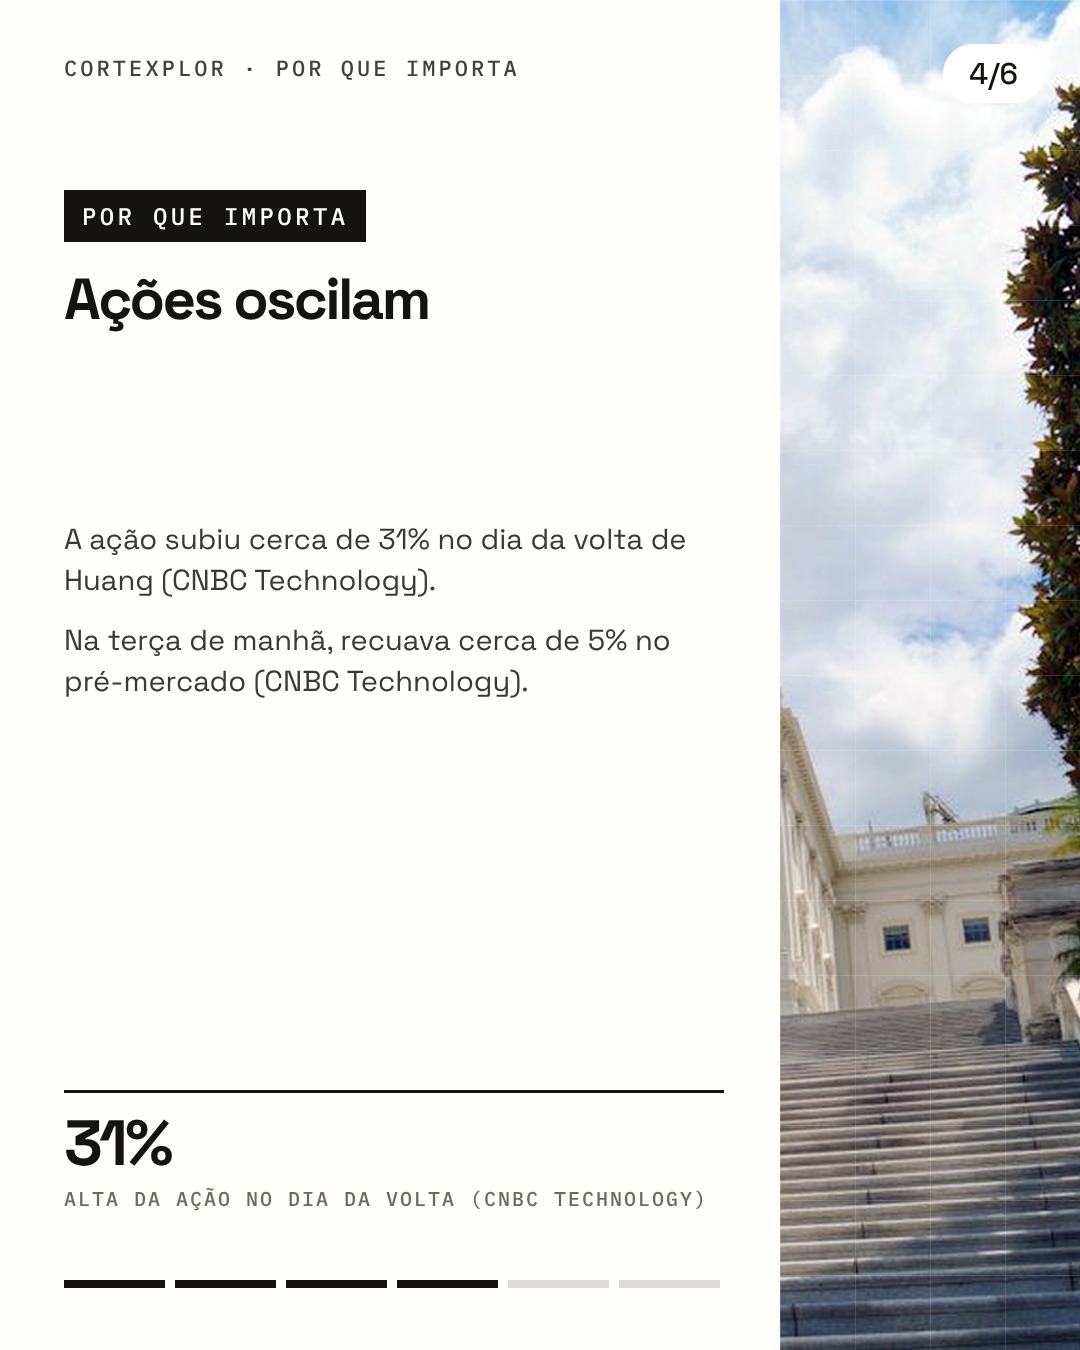 CORTEXPLOR · POR QUE IMPORTA
4/6
POR QUE IMPORTA
Ações oscilam
A ação subiu cerca de 31% no dia da volta de
Huang (CNBC Technology).
Na terça de manhã, recuava cerca de 5% no
pré-mercado (CNBC Technology).
31%
ALTA DA AÇÃO NO DIA DA VOLTA (CNBC TECHNOLOGY)